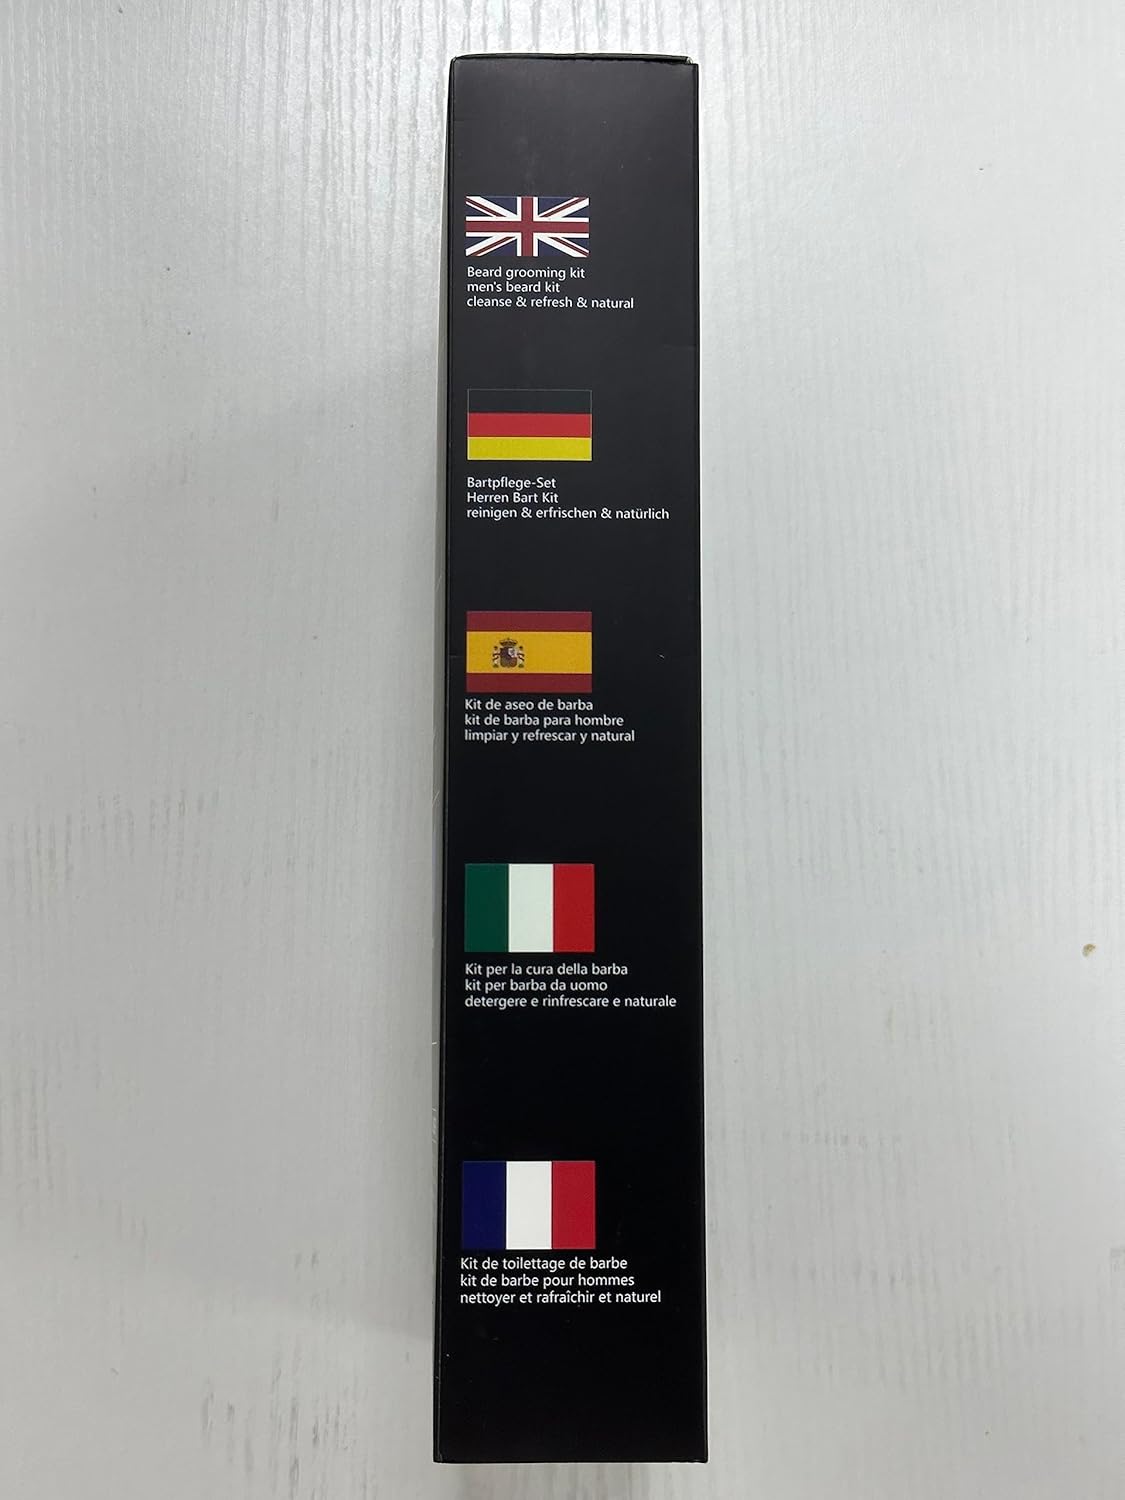 Beard grooming kit
men's beard kit
cleanse & refresh & natural
Bartpflege-Set
Herren Bart Kit
reinigen & erfrischen & natürlich
Kit de aseo de barba
kit de barba para hombre
limpiar y refrescar y natural
Kit per la cura della barba
kit per barba da uomo
detergere e rinfrescare e naturale
Kit de toilettage de barbe
kit de barbe pour hommes
nettoyer et rafraîchir et naturel